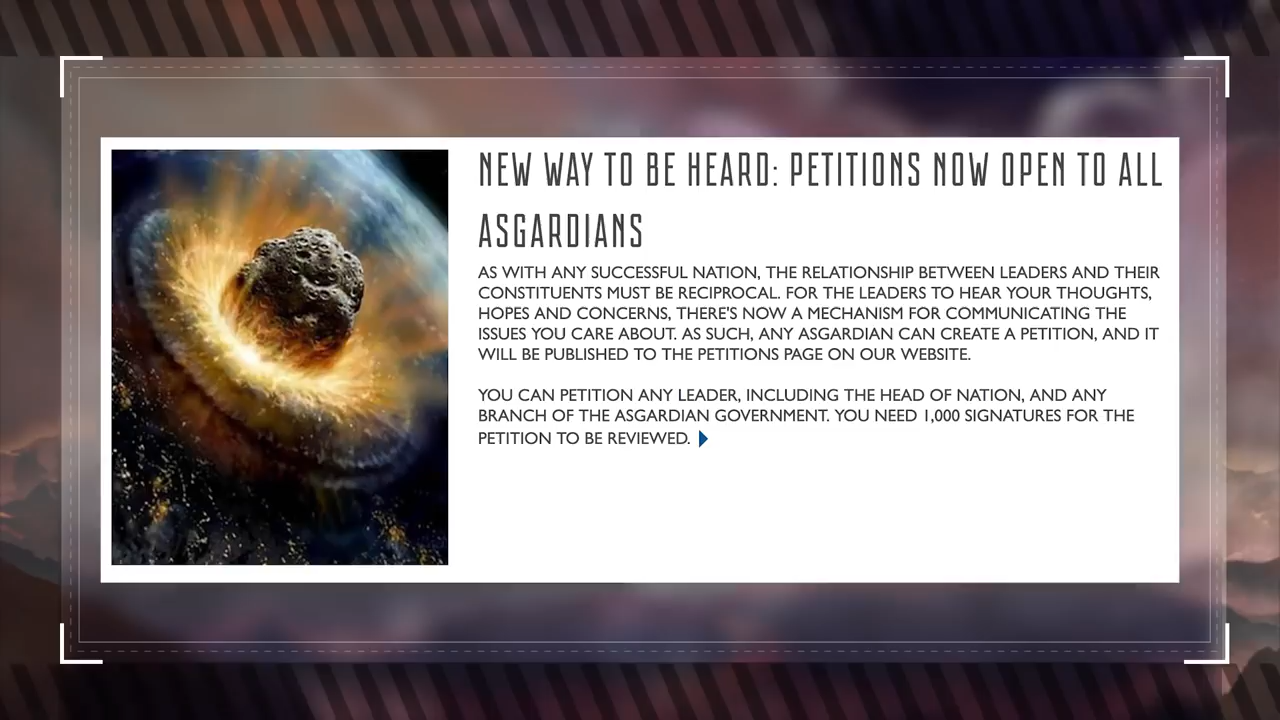 NEW WAY TO BE HEARD: PETITIONS NOW OPEN TO ALL
ASGARDIANS
AS WITH ANY SUCCESSFUL NATION, THE RELATIONSHIP BETWEEN LEADERS AND THEIR
CONSTITUENTS MUST BE RECIPROCAL. FOR THE LEADERS TO HEAR YOUR THOUGHTS,
HOPES AND CONCERNS, THERE'S NOW A MECHANISM FOR COMMUNICATING THE
ISSUES YOU CARE ABOUT. AS SUCH, ANY ASGARDIAN CAN CREATE A PETITION, AND IT
WILL BE PUBLISHED TO THE PETITIONS PAGE ON OUR WEBSITE.
YOU CAN PETITION ANY LEADER, INCLUDING THE HEAD OF NATION, AND ANY
BRANCH OF THE ASGARDIAN GOVERNMENT. YOU NEED 1,000 SIGNATURES FOR THE
PETITION TO BE REVIEWED.